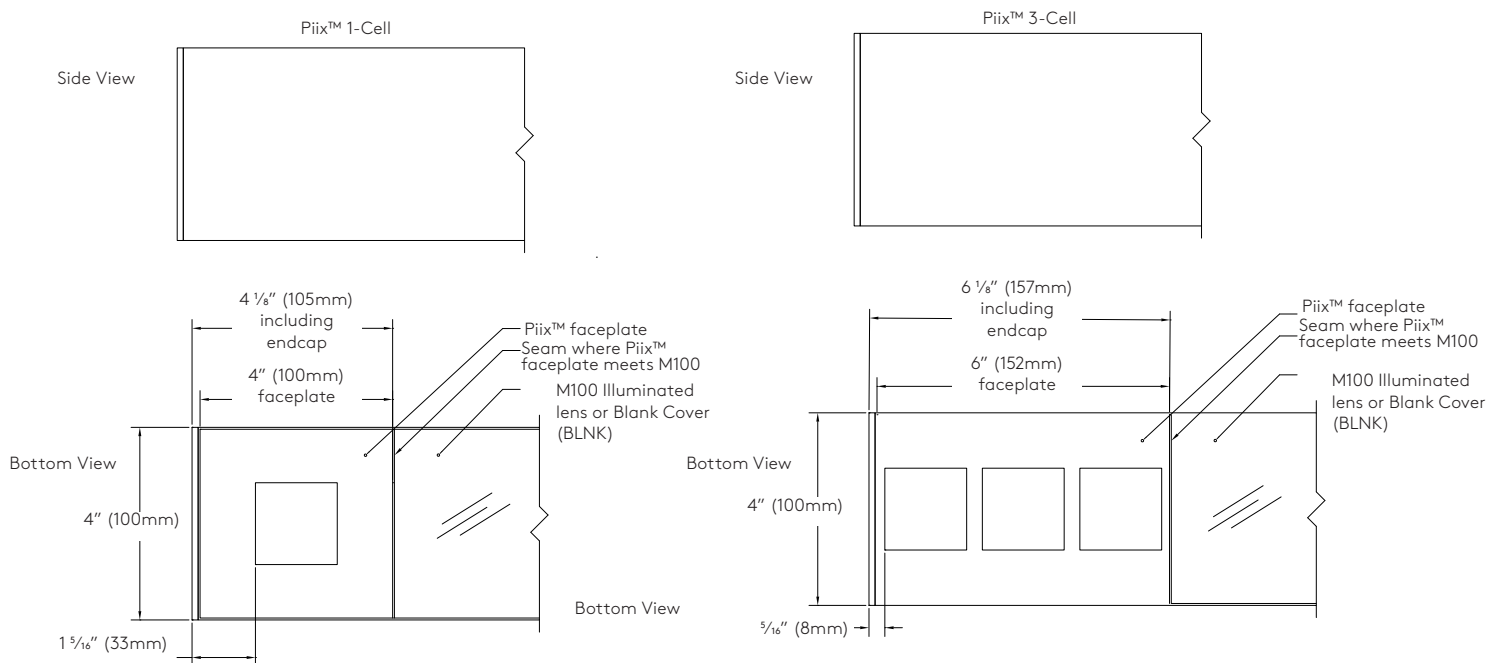 Piix™ 1-Cell
Side View
4 ⅛" (105mm)
including
endcap
4" (100mm)
faceplate
Piix™ faceplate
Seam where Piix™
faceplate meets M100
M100 Illuminated
lens or Blank Cover
(BLNK)
Bottom View
4" (100mm)
Bottom View
1 ⁵⁄₁₆" (33mm)
Piix™ 3-Cell
Side View
6 ⅛" (157mm)
including
endcap
6" (152mm)
faceplate
Piix™ faceplate
Seam where Piix™
faceplate meets M100
M100 Illuminated
lens or Blank Cover
(BLNK)
Bottom View
4" (100mm)
⁵⁄₁₆" (8mm)